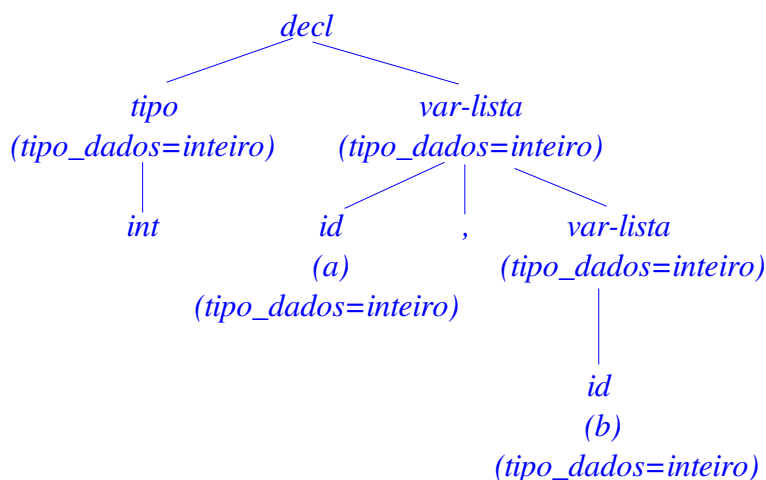 decl
tipo
var-lista
(tipo_dados=inteiro)
(tipo_dados=inteiro)
int
id
,
var-lista
(a)
(tipo_dados=inteiro)
(tipo_dados=inteiro)
id
(b)
(tipo_dados=inteiro)